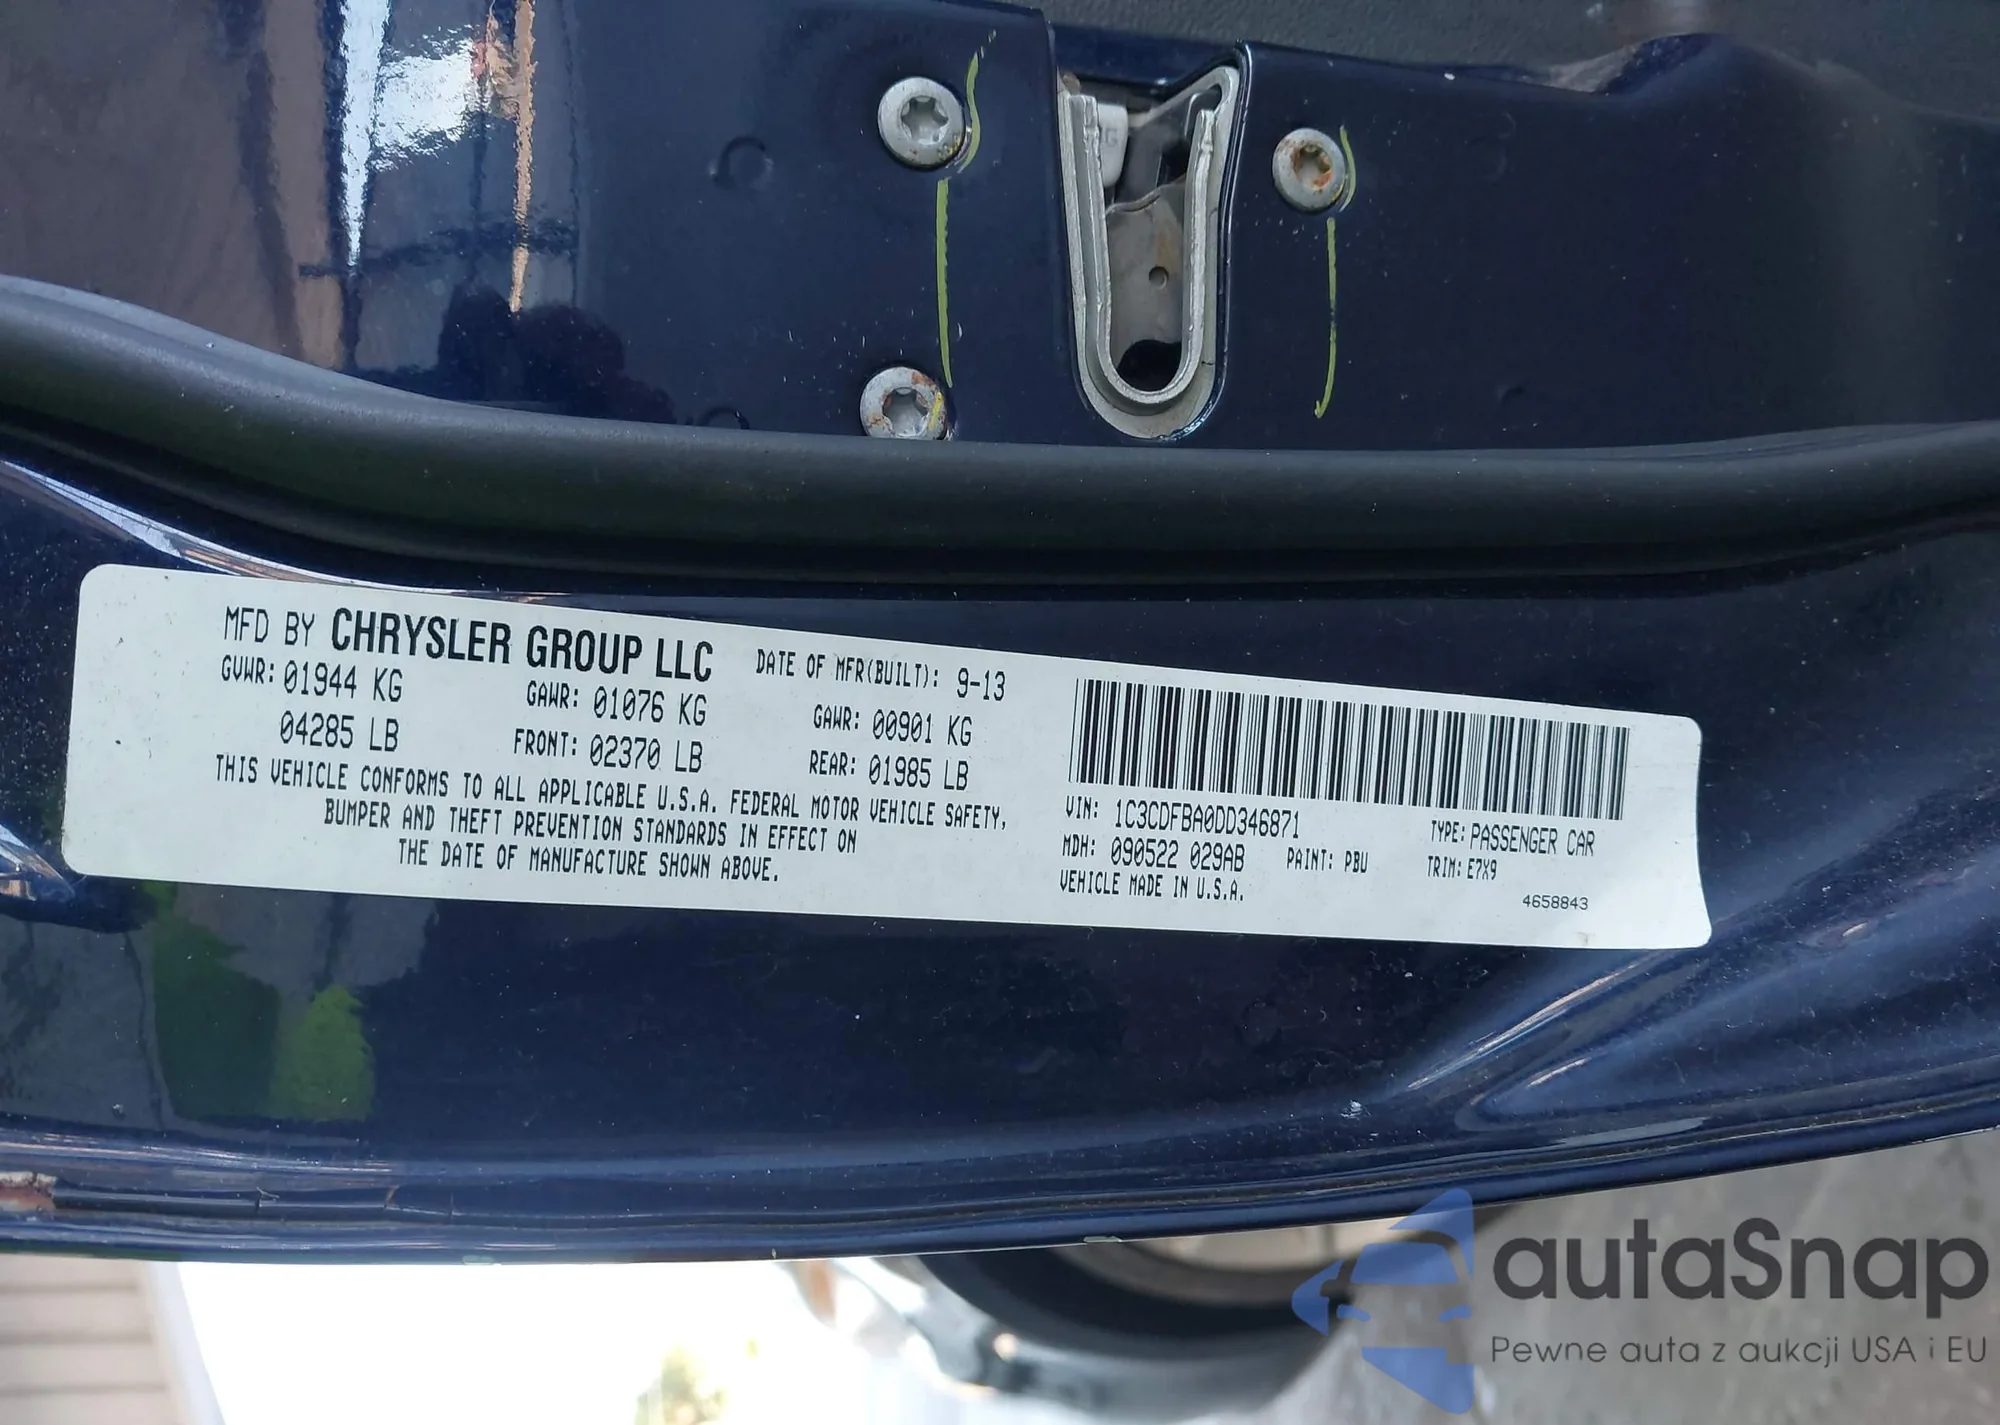 MFD BY CHRYSLER GROUP LLC
DATE OF MFR(BUILT): 9-13
GVWR: 01944 KG
04285 LB
GAWR: 01076 KG
FRONT: 02370 LB
GAWR: 00901 KG
REAR: 01985 LB
THIS VEHICLE CONFORMS TO ALL APPLICABLE U.S.A. FEDERAL MOTOR VEHICLE SAFETY,
BUMPER AND THEFT PREVENTION STANDARDS IN EFFECT ON
THE DATE OF MANUFACTURE SHOWN ABOVE.
VIN: 1C3CDFBA0DD346871
TYPE: PASSENGER CAR
MDH: 090522 029AB
PAINT: PBU
TRIM: E7X9
VEHICLE MADE IN U.S.A.
4658843
autaSnap
Pewne auta z aukcji USA i EU